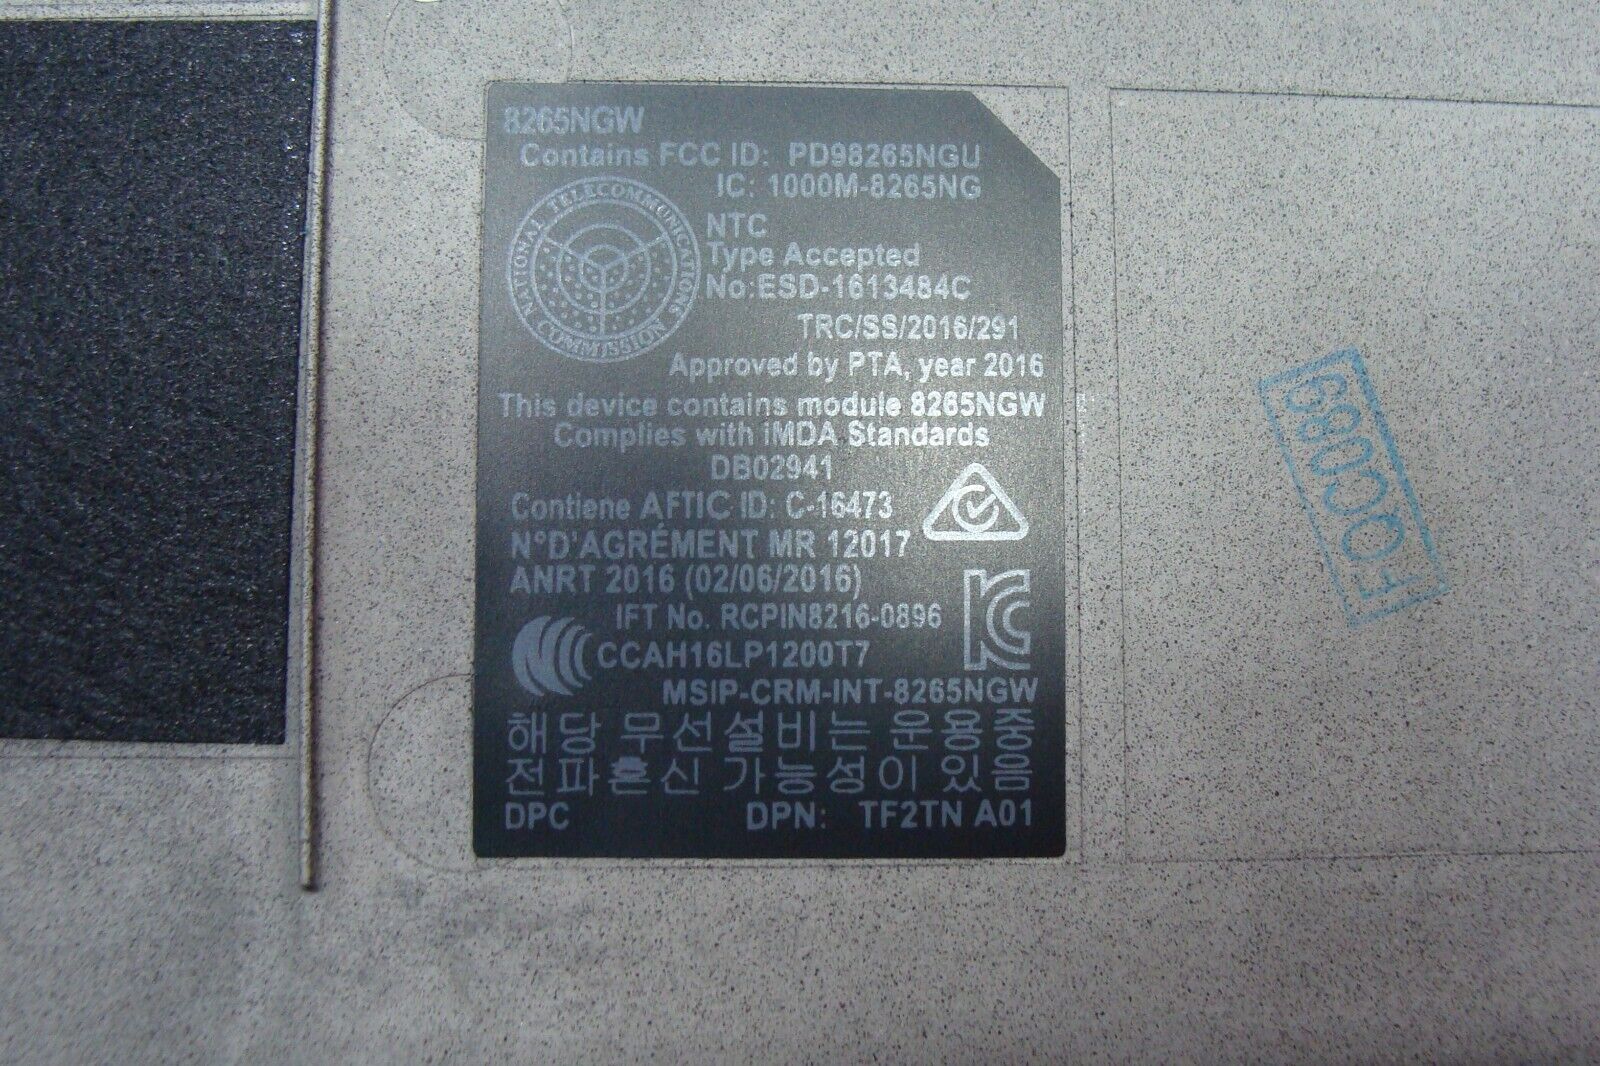 8265NGW
Contains FCC ID: PD98265NGU
IC: 1000M-8265NG
NATIONAL TELECOMMUNICATIONS COMMISSION
NTC
Type Accepted
No:ESD-1613484C
TRC/SS/2016/291
Approved by PTA, year 2016
This device contains module 8265NGW
Complies with iMDA Standards
DB02941
Contiene AFTIC ID: C-16473
N°D'AGRÉMENT MR 12017
ANRT 2016 (02/06/2016)
IFT No. RCPIN8216-0896
CCAH16LP1200T7
MSIP-CRM-INT-8265NGW
해당 무선설비는 운용중
전파혼신 가능성이 있음
DPC DPN: TF2TN A01
FOC089